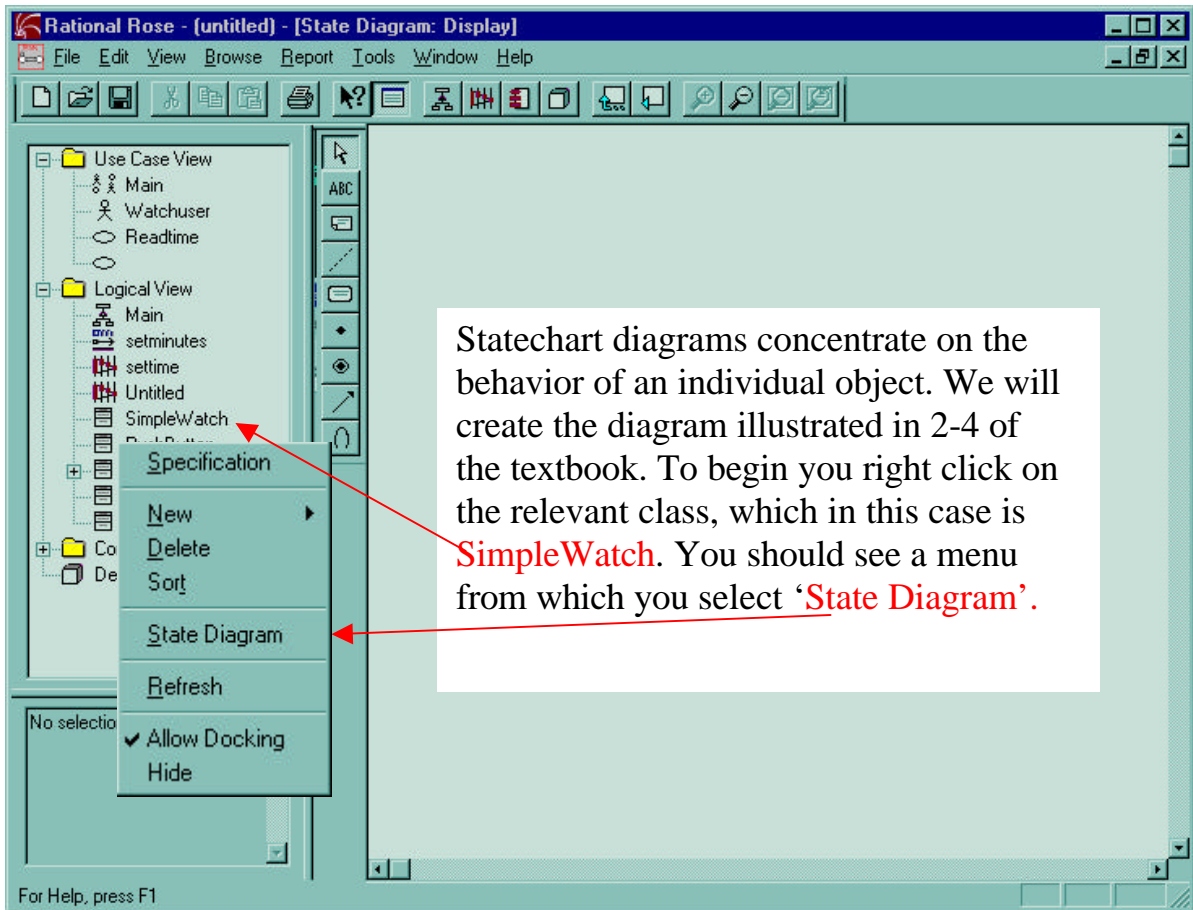 Rational Rose - (untitled) - [State Diagram: Display]
File Edit View Browse Report Tools Window Help
Use Case View
Main
Watchuser
Readtime
Logical View
Main
setminutes
settime
Untitled
SimpleWatch
Co
De
ABC
Specification
New
Delete
Sort
State Diagram
Refresh
Allow Docking
Hide
No selectio
Statechart diagrams concentrate on the
behavior of an individual object. We will
create the diagram illustrated in 2-4 of
the textbook. To begin you right click on
the relevant class, which in this case is
SimpleWatch. You should see a menu
from which you select ‘State Diagram’.
For Help, press F1